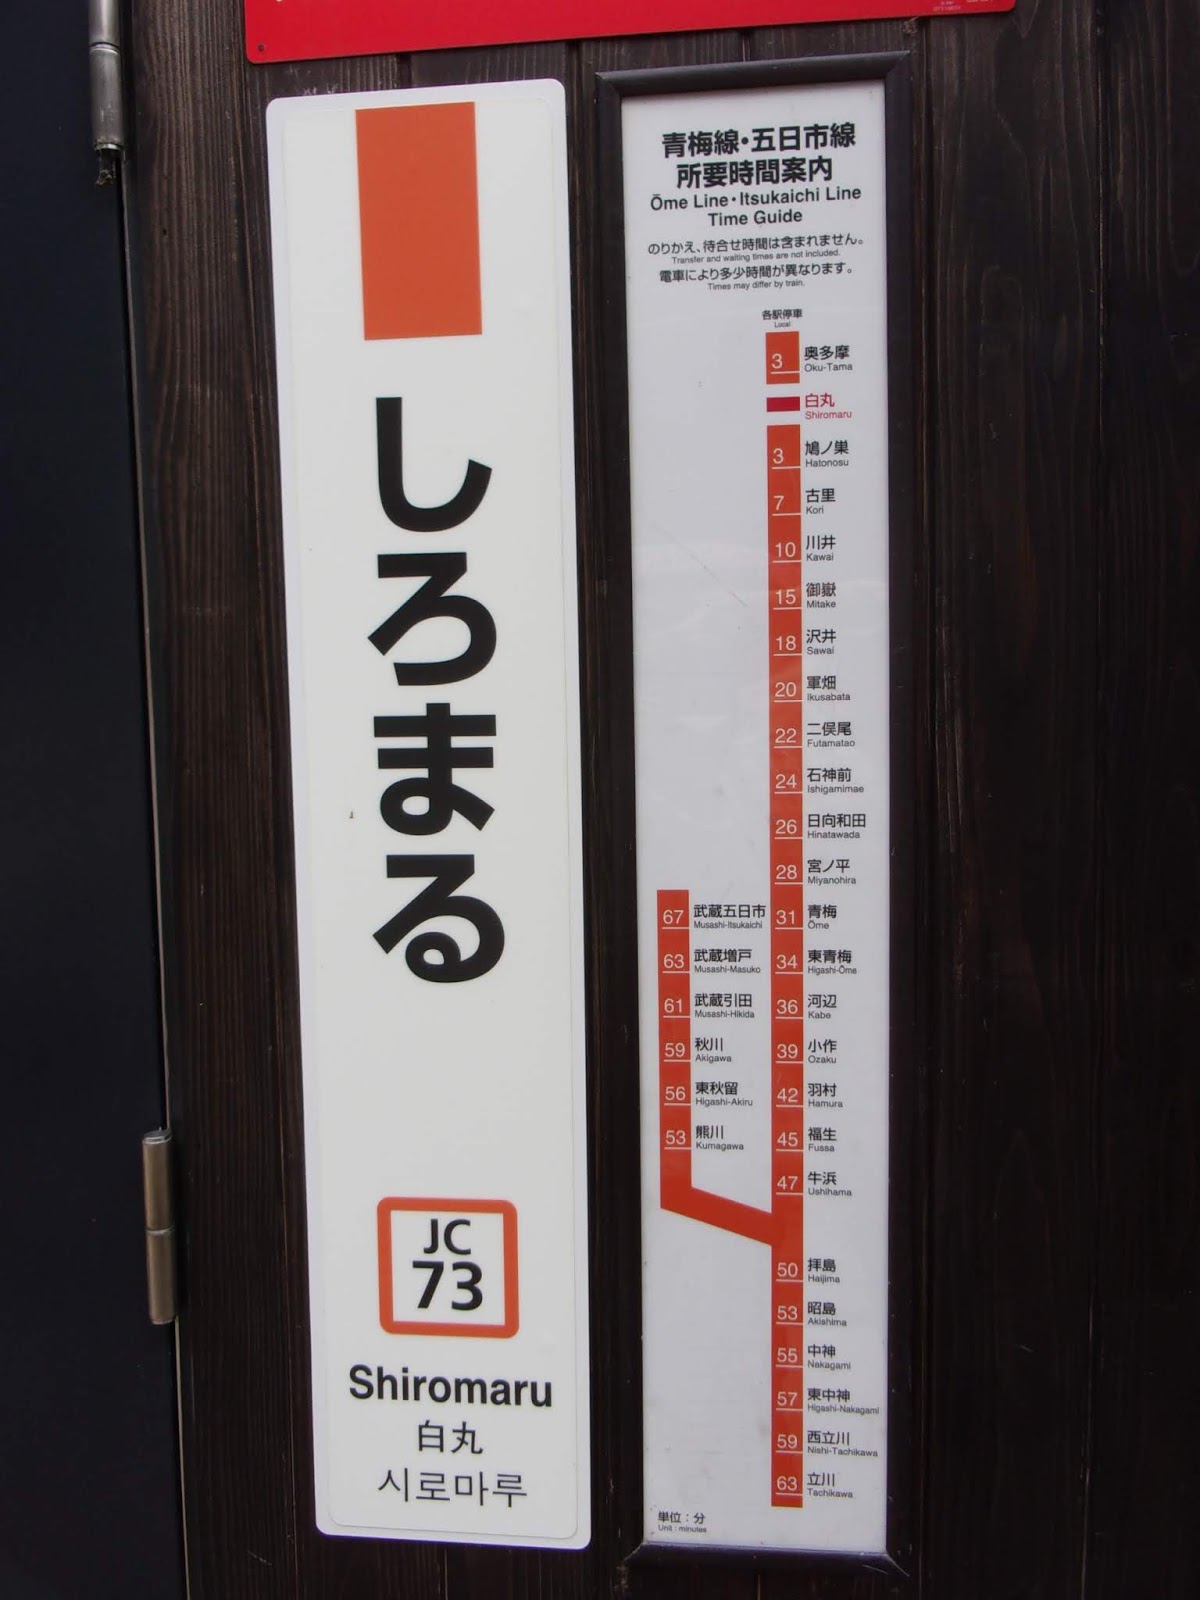 しろまる
JC
73
Shiromaru
白丸
시로마루
青梅線・五日市線
所要時間案内
Ōme Line・Itsukaichi Line
Time Guide
のりかえ、待合せ時間は含まれません。
Transfer and waiting times are not included.
電車により多少時間が異なります。
Times may differ by train.
各駅停車
Local
3 奥多摩
Oku-Tama
白丸
Shiromaru
3 鳩ノ巣
Hatonosu
7 古里
Kori
10 川井
Kawai
15 御嶽
Mitake
18 沢井
Sawai
20 軍畑
Ikusabata
22 二俣尾
Futamatao
24 石神前
Ishigamimae
26 日向和田
Hinatawada
28 宮ノ平
Miyanohira
67 武蔵五日市
Musashi-Itsukaichi
63 武蔵増戸
Musashi-Masuko
61 武蔵引田
Musashi-Hikida
59 秋川
Akigawa
56 東秋留
Higashi-Akiru
53 熊川
Kumagawa
31 青梅
Ōme
34 東青梅
Higashi-Ōme
36 河辺
Kabe
39 小作
Ozaku
42 羽村
Hamura
45 福生
Fussa
47 牛浜
Ushihama
50 拝島
Haijima
53 昭島
Akishima
55 中神
Nakagami
57 東中神
Higashi-Nakagami
59 西立川
Nishi-Tachikawa
63 立川
Tachikawa
単位:分
Unit : minutes